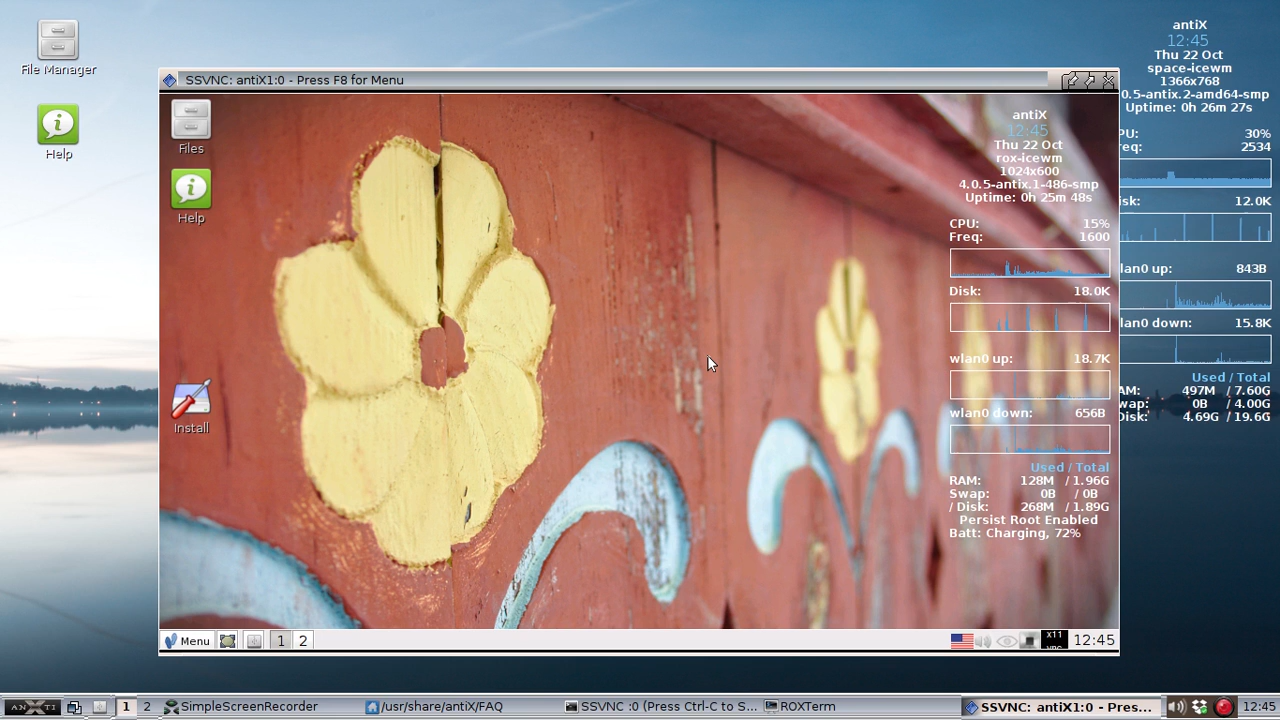 File Manager
Help
antiX
12:45
Thu 22 Oct
space-icewm
1366x768
0.5-antix.2-amd64-smp
Uptime: 0h 26m 27s
PU: 30%
req: 2534
isk: 12.0K
lan0 up: 843B
lan0 down: 15.8K
Used / Total
AM: 497M / 7.60G
wap: 0B / 4.00G
Disk: 4.69G / 19.6G
SSVNC: antiX1:0 - Press F8 for Menu
Files
Help
Install
antiX
12:45
Thu 22 Oct
rox-icewm
1024x600
4.0.5-antix.1-486-smp
Uptime: 0h 25m 48s
CPU: 15%
Freq: 1600
Disk: 18.0K
wlan0 up: 18.7K
wlan0 down: 656B
Used / Total
RAM: 128M / 1.96G
Swap: 0B / 0B
/ Disk: 268M / 1.89G
Persist Root Enabled
Batt: Charging, 72%
Menu 1 2 x11 12:45
ANXTI 1 2 SimpleScreenRecorder /usr/share/antiX/FAQ SSVNC :0 (Press Ctrl-C to S... ROXTerm SSVNC: antiX1:0 - Pres... 12:45